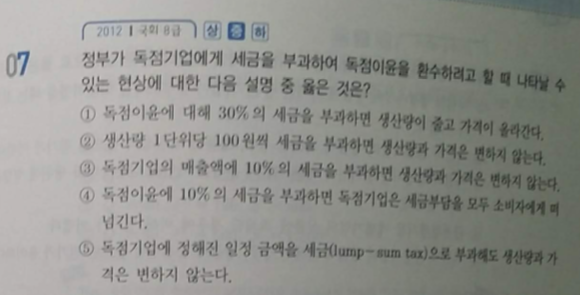 2012 | 국회 8급 상 중 하
07 정부가 독점기업에게 세금을 부과하여 독점이윤을 환수하려고 할 때 나타날 수
있는 현상에 대한 다음 설명 중 옳은 것은?
① 독점이윤에 대해 30%의 세금을 부과하면 생산량이 줄고 가격이 올라간다.
② 생산량 1단위당 100원씩 세금을 부과하면 생산량과 가격은 변하지 않는다.
③ 독점기업의 매출액에 10%의 세금을 부과하면 생산량과 가격은 변하지 않는다.
④ 독점이윤에 10%의 세금을 부과하면 독점기업은 세금부담을 모두 소비자에게 떠
넘긴다.
⑤ 독점기업에 정해진 일정 금액을 세금(lump-sum tax)으로 부과해도 생산량과 가
격은 변하지 않는다.